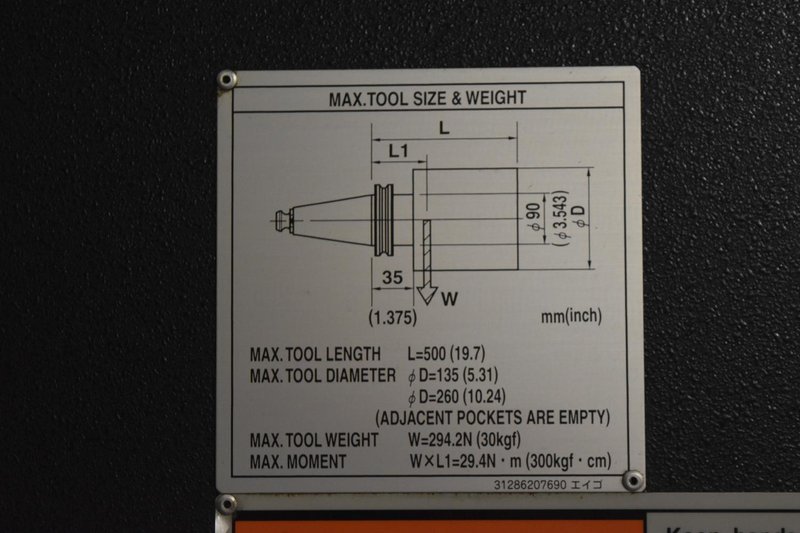 MAX.TOOL SIZE & WEIGHT
L
L1
φ90
(φ3.543)
φD
35
W
(1.375)
mm(inch)
MAX. TOOL LENGTH L=500 (19.7)
MAX. TOOL DIAMETER φD=135 (5.31)
φD=260 (10.24)
(ADJACENT POCKETS ARE EMPTY)
MAX. TOOL WEIGHT W=294.2N (30kgf)
MAX. MOMENT W×L1=29.4N・m (300kgf・cm)
31286207690 エイゴ